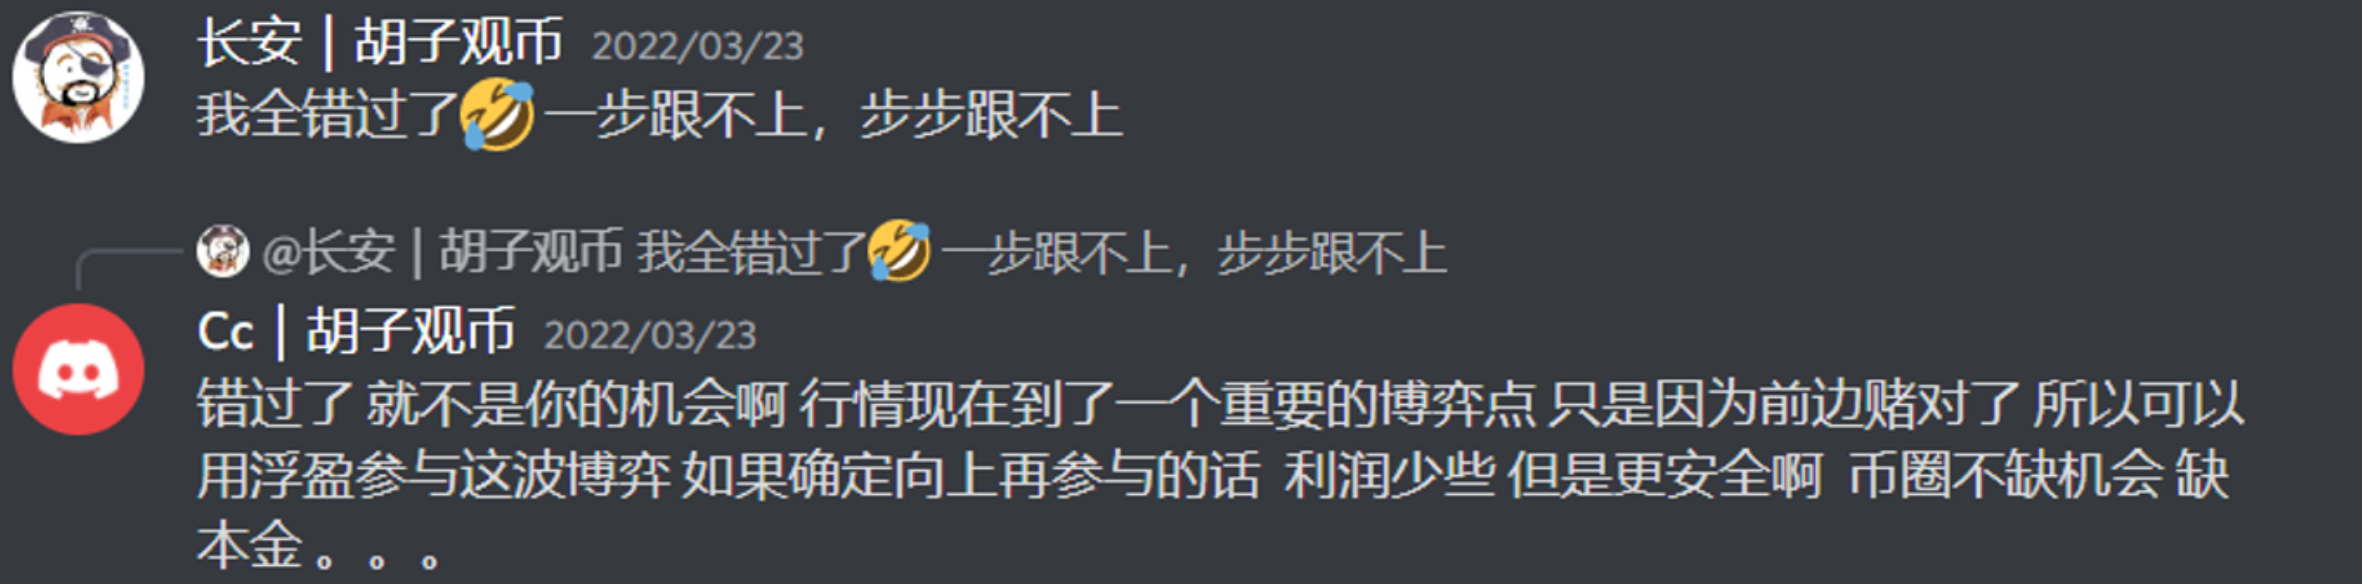 长安 | 胡子观币 2022/03/23
我全错过了🤣 一步跟不上，步步跟不上
@长安 | 胡子观币 我全错过了🤣 一步跟不上，步步跟不上
Cc | 胡子观币 2022/03/23
错过了 就不是你的机会啊 行情现在到了一个重要的博弈点 只是因为前边赌对了 所以可以
用浮盈参与这波博弈 如果确定向上再参与的话 利润少些 但是更安全啊 币圈不缺机会 缺
本金 。。。